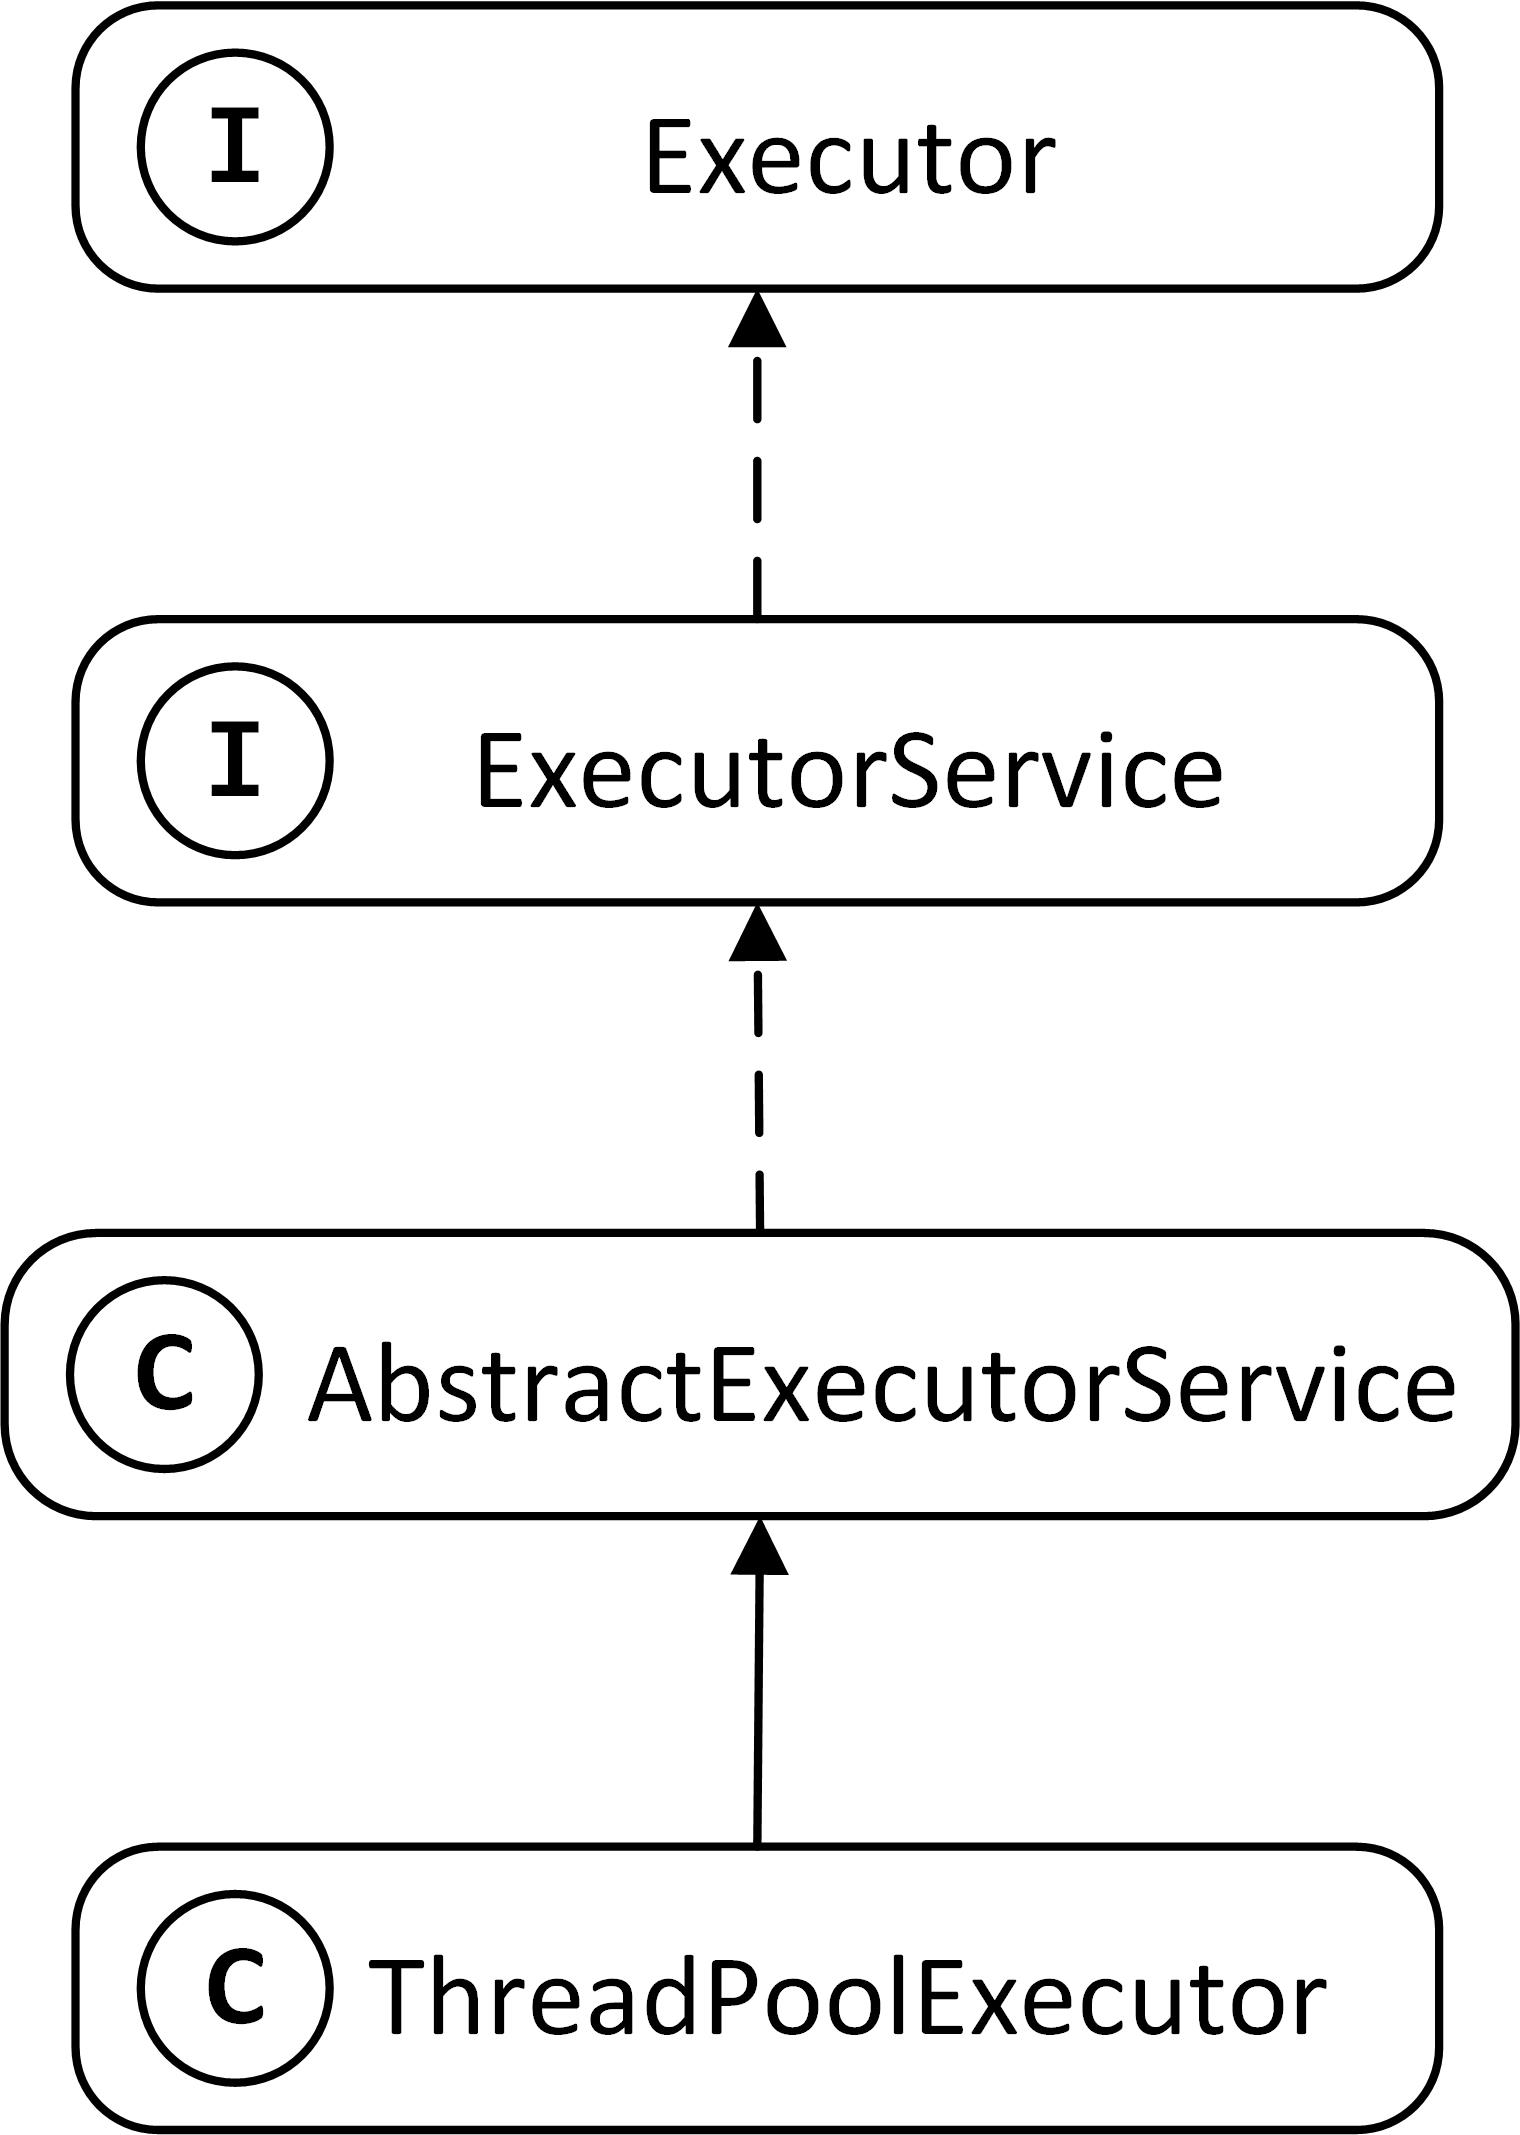 I Executor
I ExecutorService
C AbstractExecutorService
C ThreadPoolExecutor